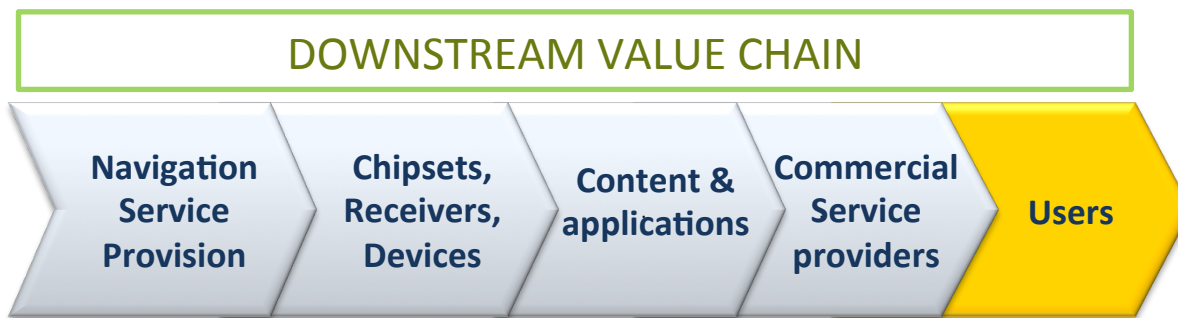 DOWNSTREAM VALUE CHAIN
Navigation
Service
Provision
Chipsets,
Receivers,
Devices
Content &
applications
Commercial
Service
providers
Users